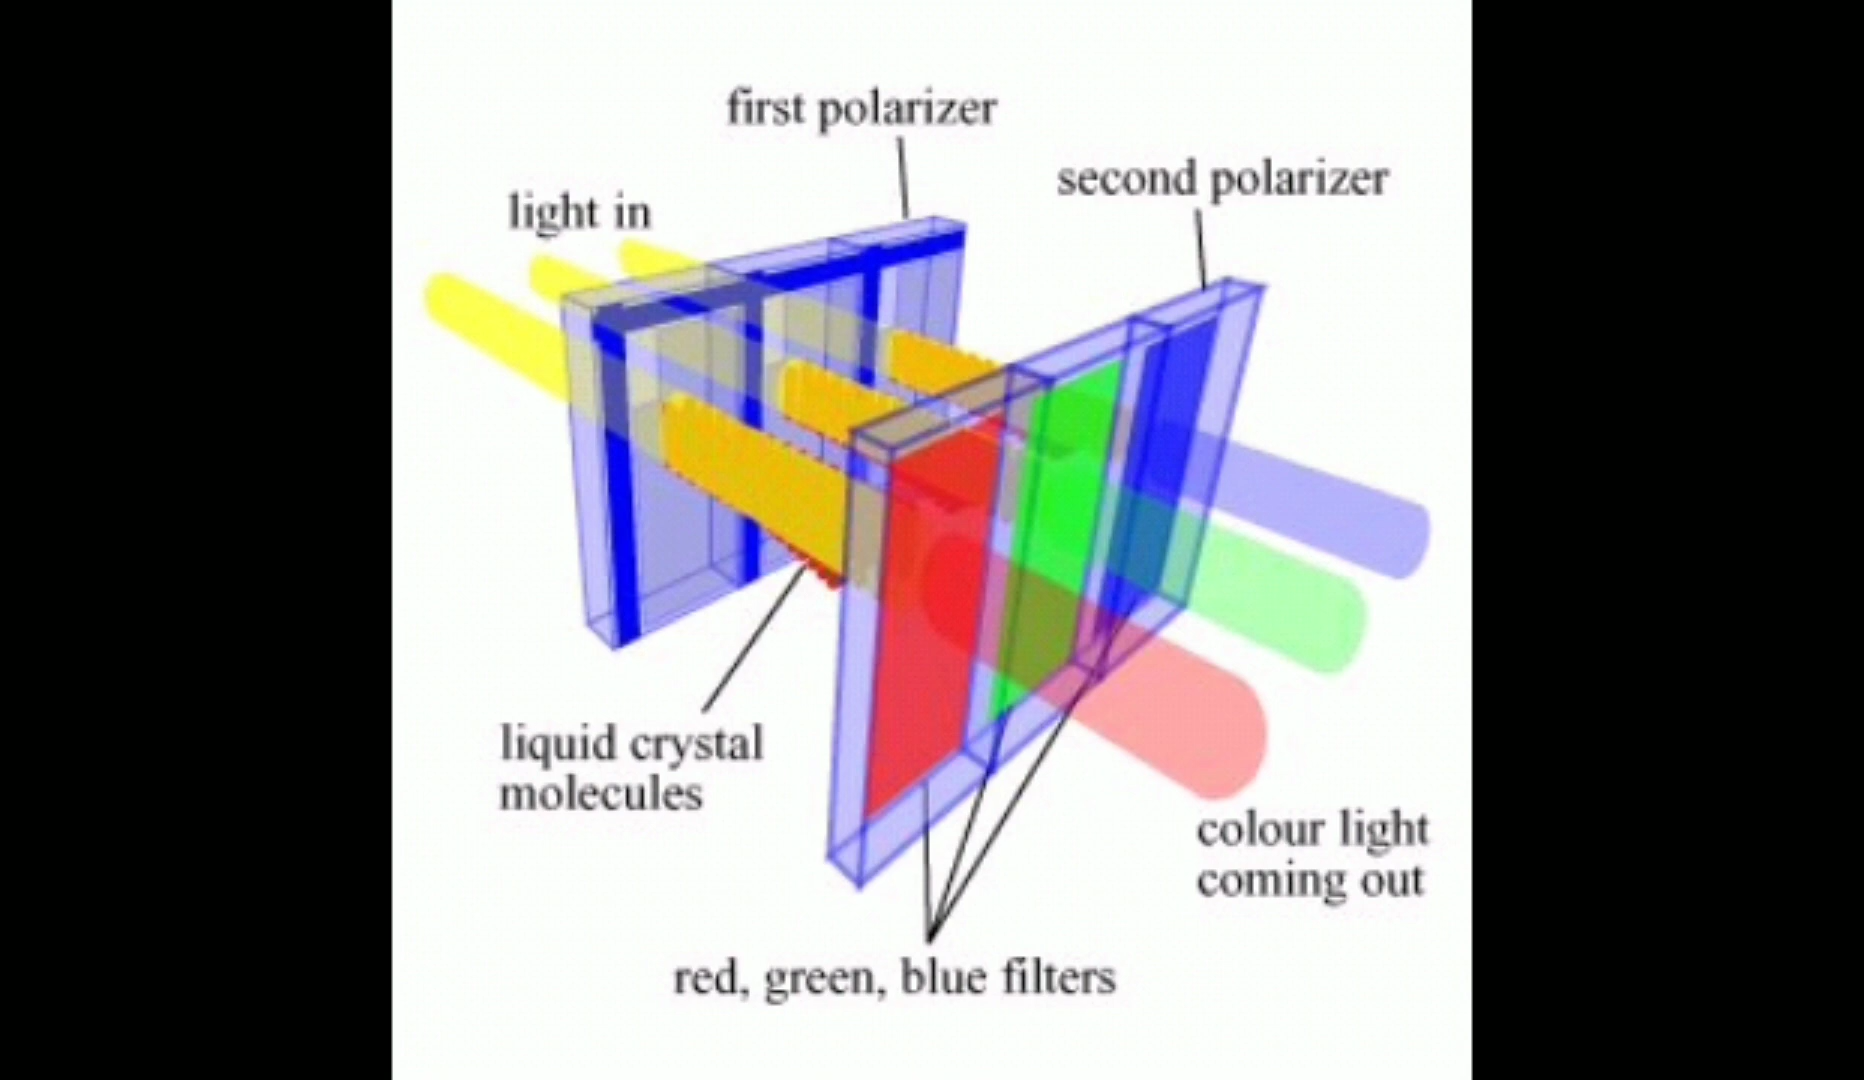 first polarizer
second polarizer
light in
liquid crystal
molecules
colour light
coming out
red, green, blue filters